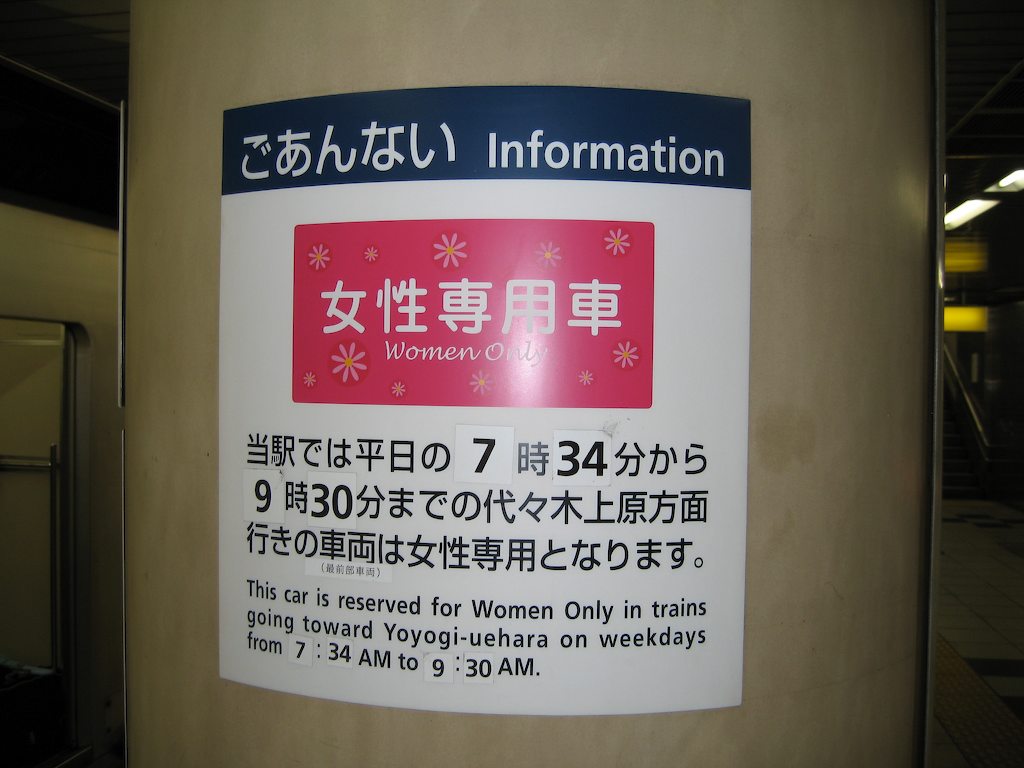 ごあんない Information
女性専用車
Women Only
当駅では平日の 7 時 34 分から
9 時 30 分までの代々木上原方面
行きの車両は女性専用となります。
(最前部車両)
This car is reserved for Women Only in trains
going toward Yoyogi-uehara on weekdays
from 7 : 34 AM to 9 : 30 AM.